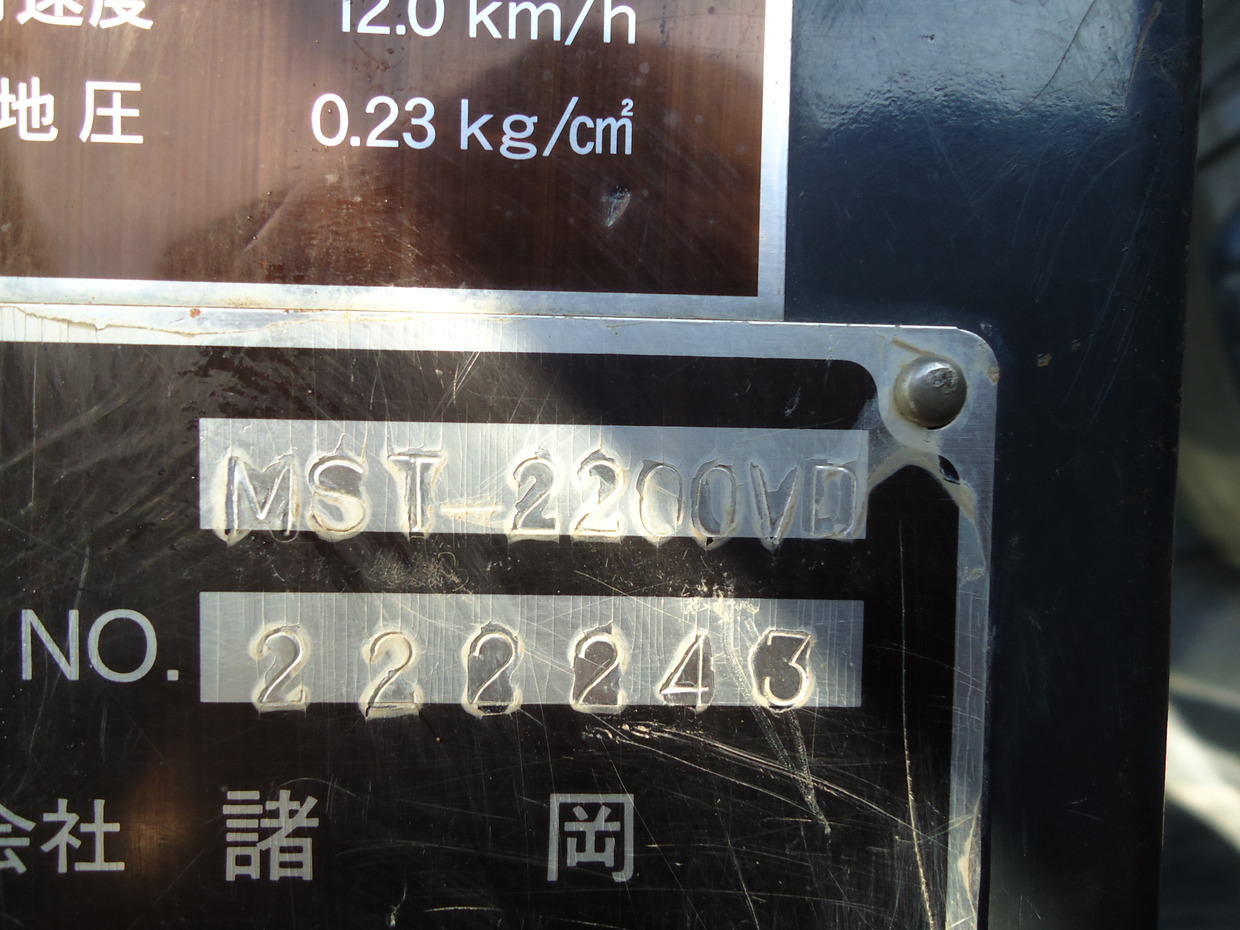 速度 12.0 km/h
地圧 0.23 kg/cm²
MST-2200VD
NO. 222243
会社 諸岡